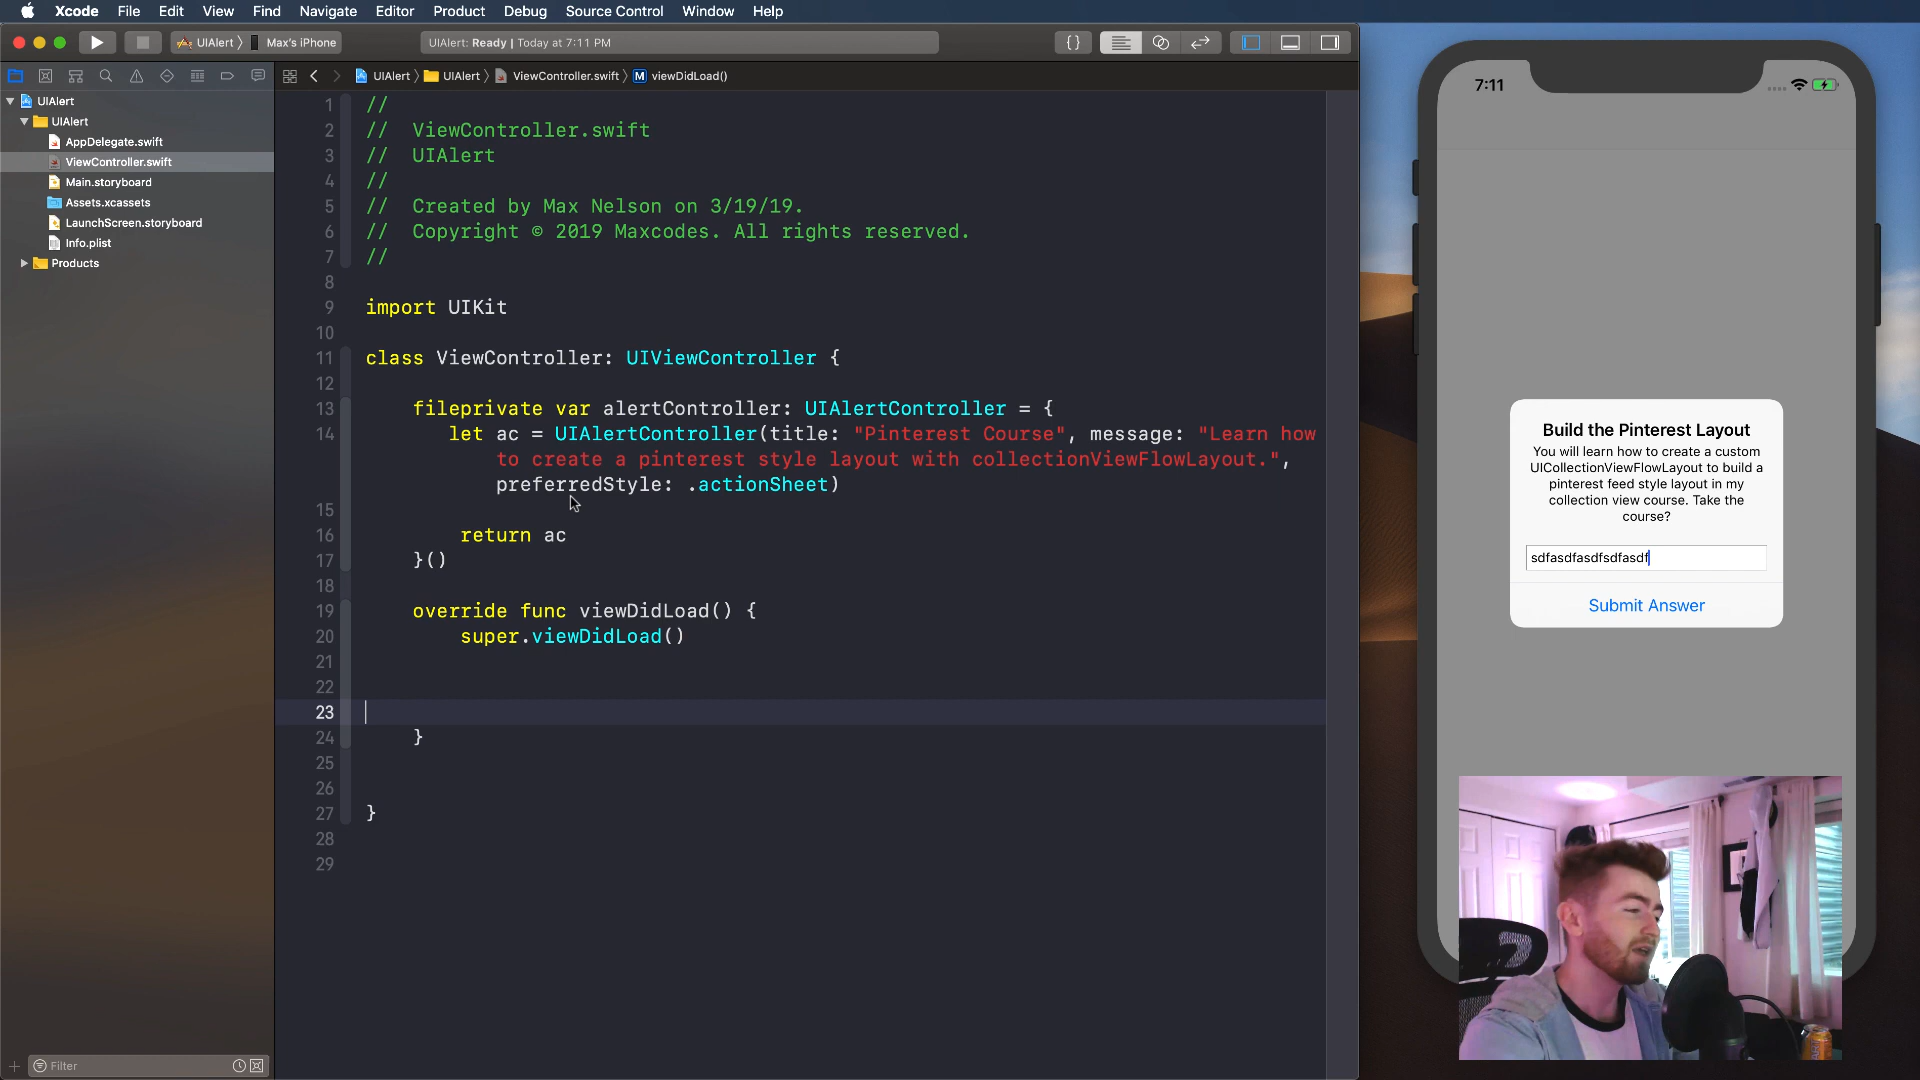 Xcode File Edit View Find Navigate Editor Product Debug Source Control Window Help
UIAlert Max's iPhone
UIAlert: Ready | Today at 7:11 PM
{}
UIAlert UIAlert ViewController.swift M viewDidLoad()
UIAlert
UIAlert
AppDelegate.swift
ViewController.swift
Main.storyboard
Assets.xcassets
LaunchScreen.storyboard
Info.plist
Products
Filter
1 //
2 // ViewController.swift
3 // UIAlert
4 //
5 // Created by Max Nelson on 3/19/19.
6 // Copyright © 2019 Maxcodes. All rights reserved.
7 //
8
9 import UIKit
10
11 class ViewController: UIViewController {
12
13 fileprivate var alertController: UIAlertController = {
14 let ac = UIAlertController(title: "Pinterest Course", message: "Learn how
to create a pinterest style layout with collectionViewFlowLayout.",
preferredStyle: .actionSheet)
15
16 return ac
17 }()
18
19 override func viewDidLoad() {
20 super.viewDidLoad()
21
22
23
24 }
25
26
27 }
28
29
7:11
Build the Pinterest Layout
You will learn how to create a custom
UICollectionViewFlowLayout to build a
pinterest feed style layout in my
collection view course. Take the
course?
sdfasdfasdfsdfasdf
Submit Answer